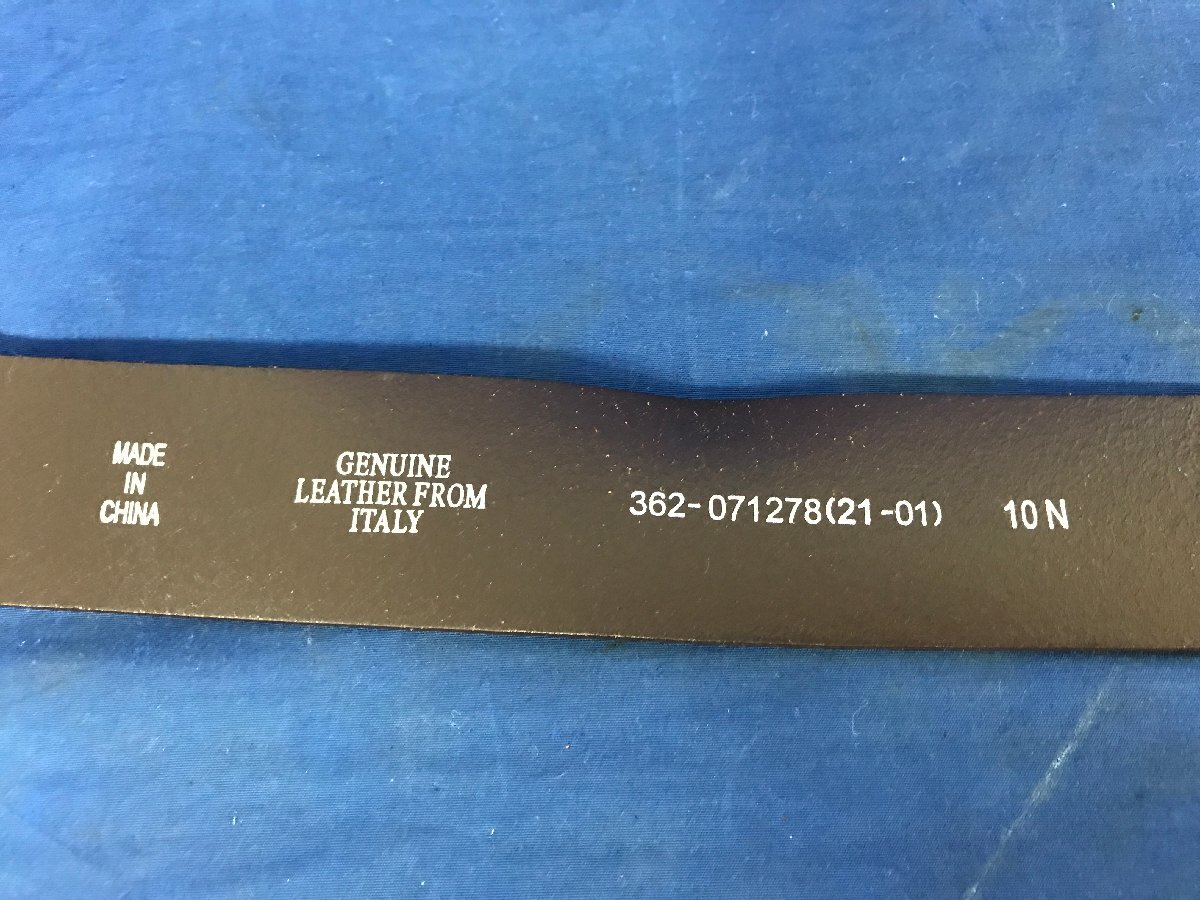 MADE
IN
CHINA
GENUINE
LEATHER FROM
ITALY
362-071278(21-01)
10 N